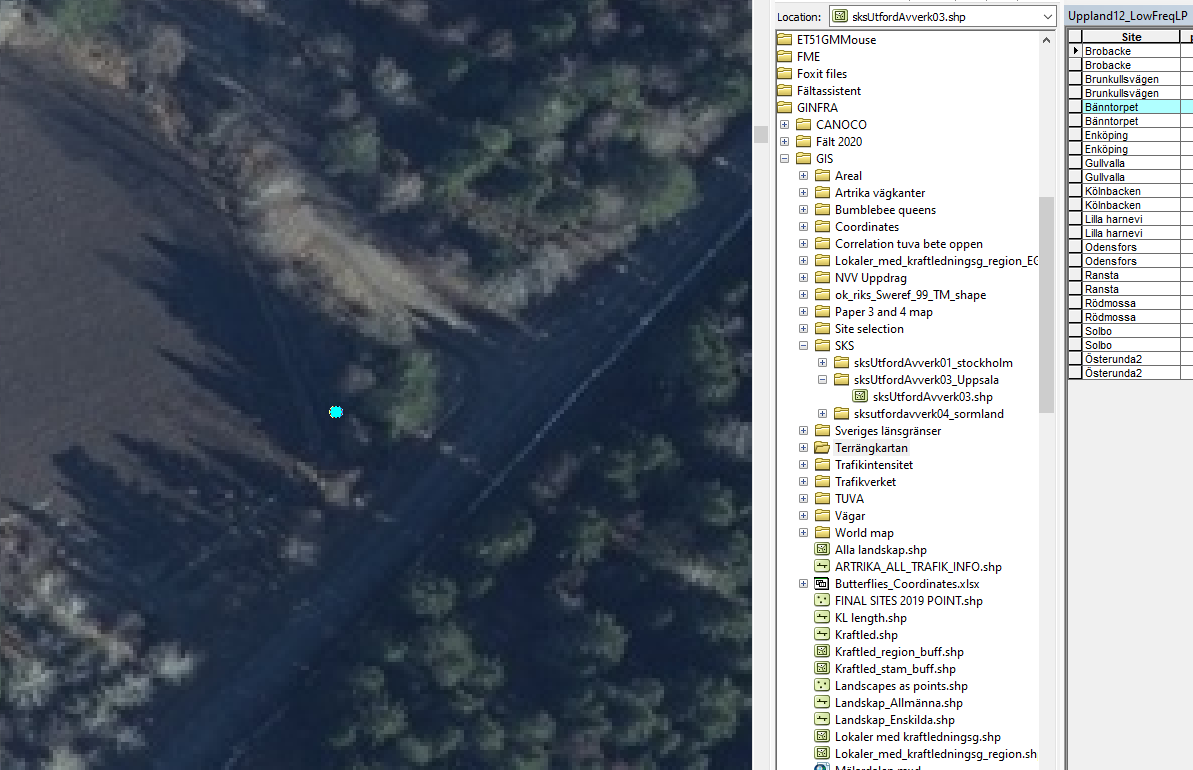 Location: sksUtfordAvverk03.shp
ET51GMMouse
FME
Foxit files
Fältassistent
GINFRA
CANOCO
Fält 2020
GIS
Areal
Artrika vägkanter
Bumblebee queens
Coordinates
Correlation tuva bete oppen
Lokaler_med_kraftledningsg_region_EC
NVV Uppdrag
ok_riks_Sweref_99_TM_shape
Paper 3 and 4 map
Site selection
SKS
sksUtfordAvverk01_stockholm
sksUtfordAvverk03_Uppsala
sksUtfordAvverk03.shp
sksutfordavverk04_sormland
Sveriges länsgränser
Terrängkartan
Trafikintensitet
Trafikverket
TUVA
Vägar
World map
Alla landskap.shp
ARTRIKA_ALL_TRAFIK_INFO.shp
Butterflies_Coordinates.xlsx
FINAL SITES 2019 POINT.shp
KL length.shp
Kraftled.shp
Kraftled_region_buff.shp
Kraftled_stam_buff.shp
Landscapes as points.shp
Landskap_Allmänna.shp
Landskap_Enskilda.shp
Lokaler med kraftledningsg.shp
Lokaler_med_kraftledningsg_region.sh
Uppland12_LowFreqLP
Site
Brobacke
Brobacke
Brunkullsvägen
Brunkullsvägen
Bänntorpet
Bänntorpet
Enköping
Enköping
Gullvalla
Gullvalla
Kölnbacken
Kölnbacken
Lilla harnevi
Lilla harnevi
Odensfors
Odensfors
Ransta
Ransta
Rödmossa
Rödmossa
Solbo
Solbo
Österunda2
Österunda2